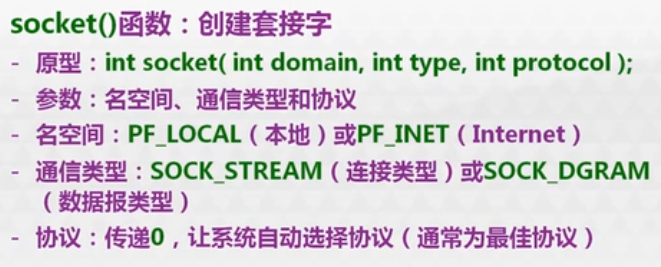 socket()函数：创建套接字
- 原型：int socket( int domain, int type, int protocol );
- 参数：名空间、通信类型和协议
- 名空间：PF_LOCAL（本地）或PF_INET（Internet）
- 通信类型：SOCK_STREAM（连接类型）或SOCK_DGRAM
（数据报类型）
- 协议：传递0，让系统自动选择协议（通常为最佳协议）